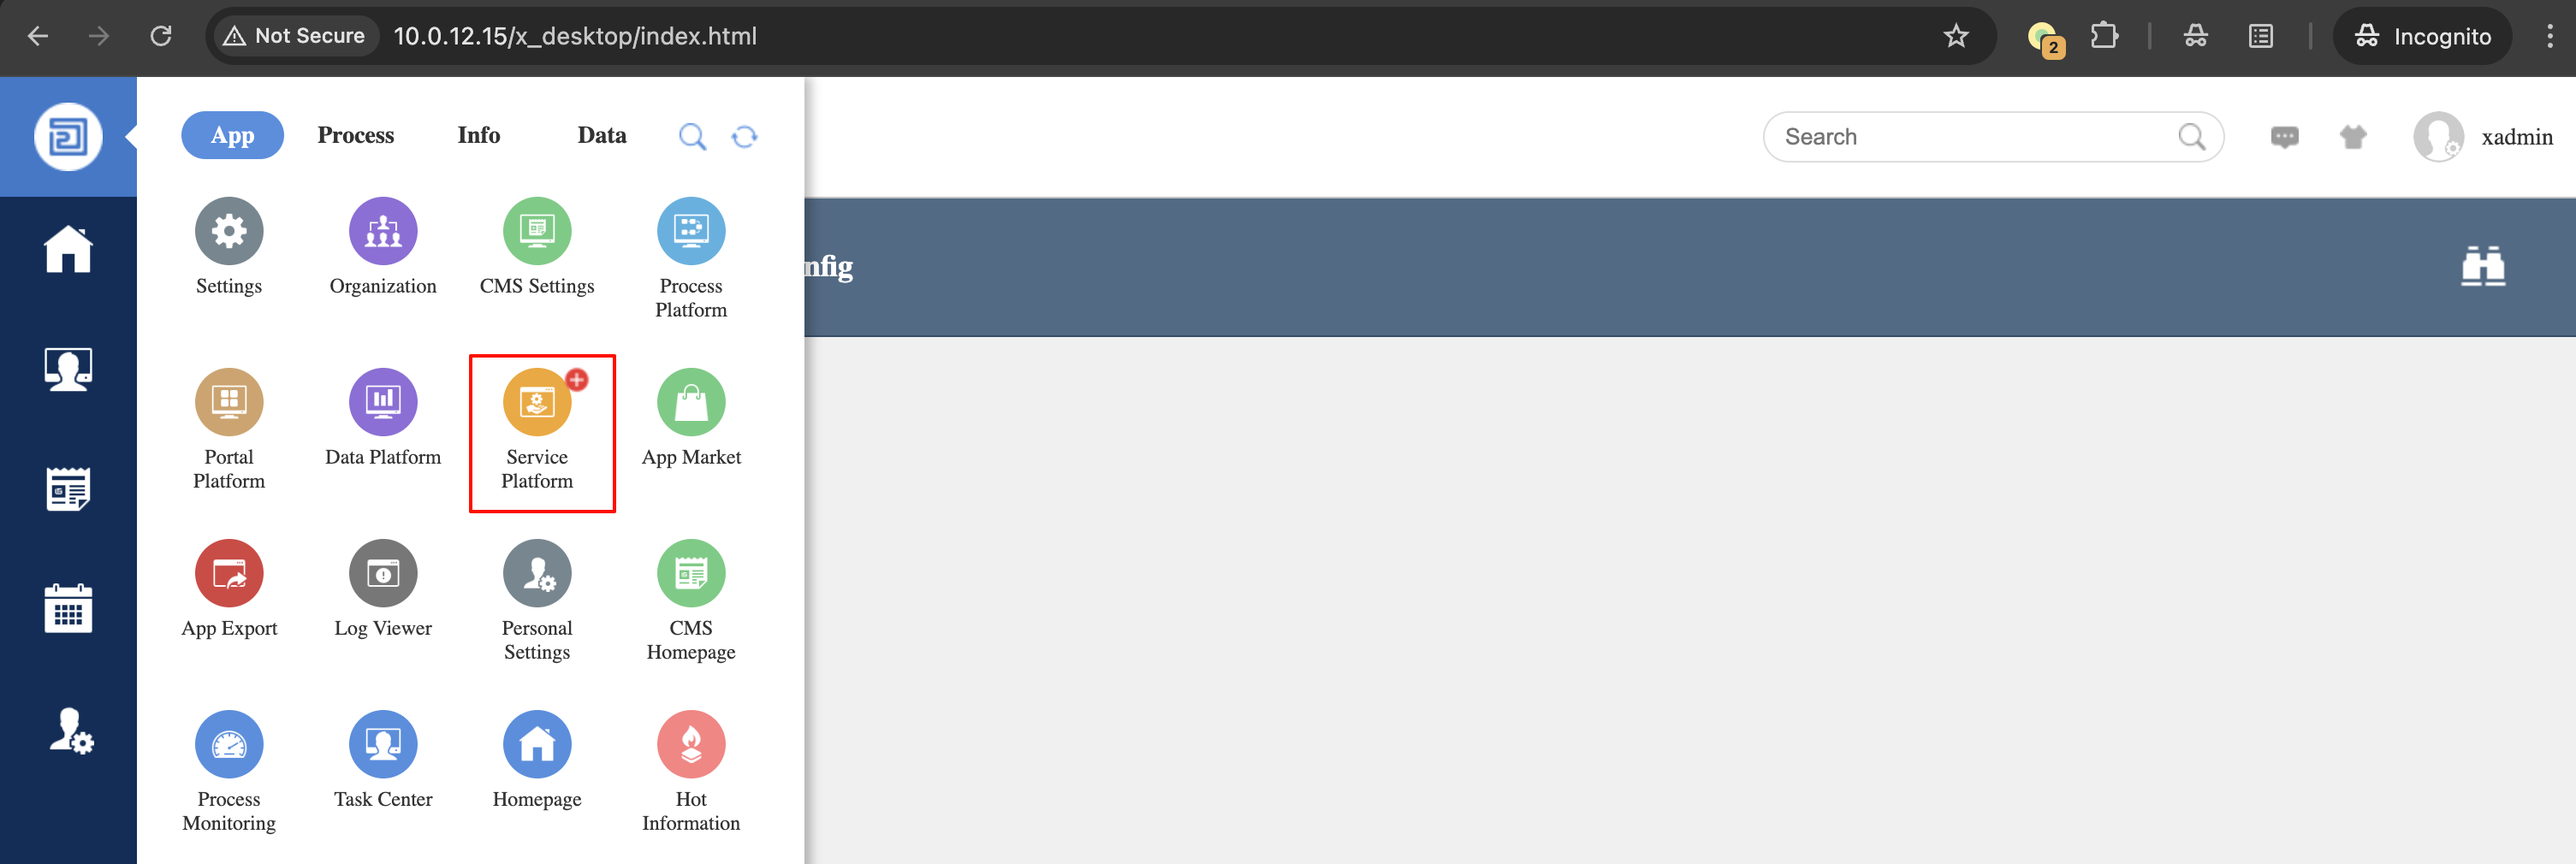 Not Secure 10.0.12.15/x_desktop/index.html 2 Incognito
App Process Info Data
Search xadmin
Settings Organization CMS Settings Process
Platform
nfig
Portal
Platform
Data Platform
Service
Platform
App Market
App Export Log Viewer Personal
Settings
CMS
Homepage
Process
Monitoring
Task Center
Homepage
Hot
Information